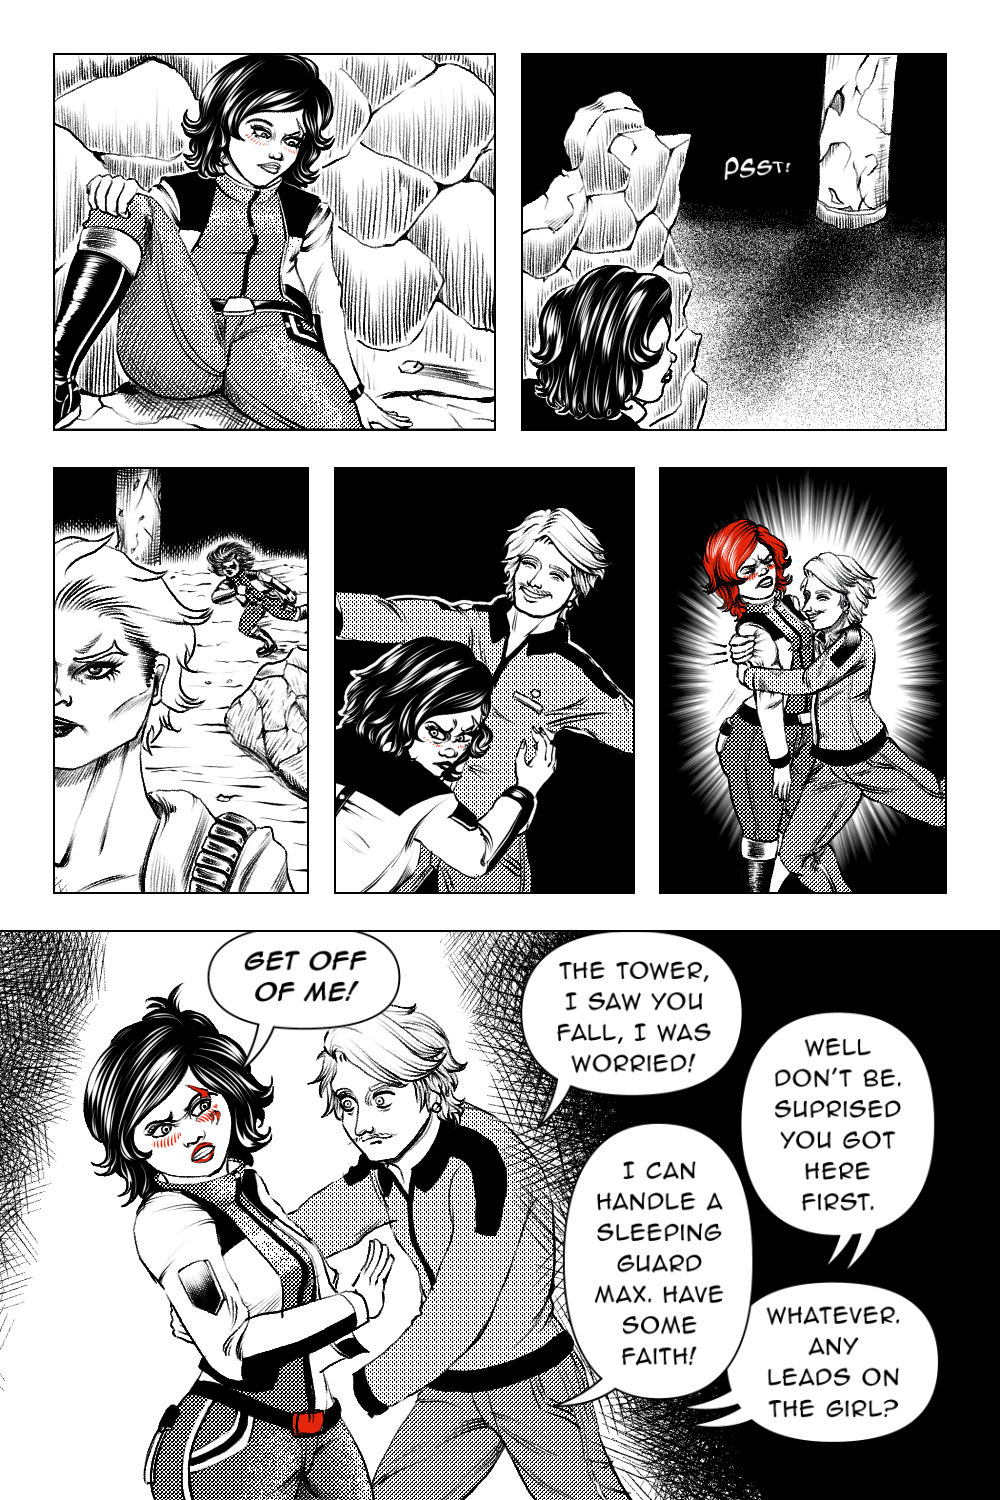 PSST!
GET OFF
OF ME!
THE TOWER,
I SAW YOU
FALL, I WAS
WORRIED!
WELL
DON'T BE.
SUPRISED
YOU GOT
HERE
FIRST.
I CAN
HANDLE A
SLEEPING
GUARD
MAX. HAVE
SOME
FAITH!
WHATEVER.
ANY
LEADS ON
THE GIRL?